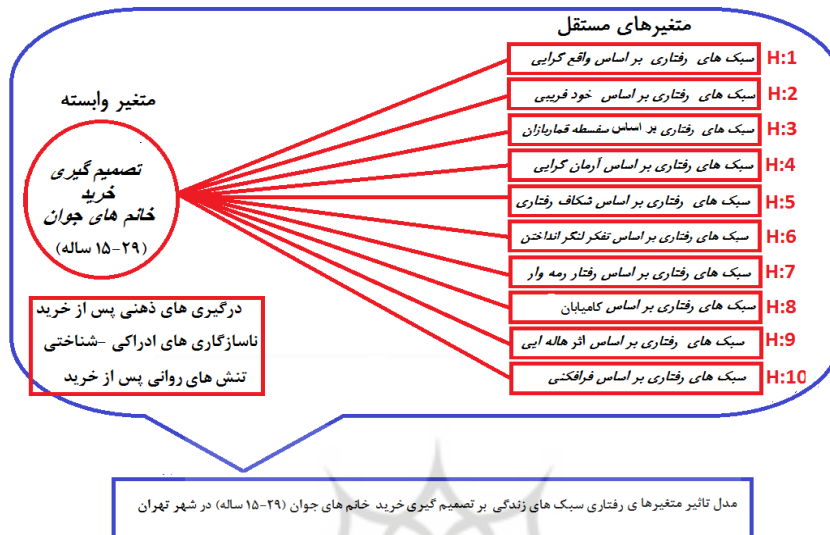 متغیرهای مستقل
سبک های رفتاری بر اساس واقع گرایی H:1
سبک های رفتاری بر اساس خود فریبی H:2
سبک های رفتاری بر اساس سفسطه قماربازان H:3
سبک های رفتاری بر اساس آرمان گرایی H:4
سبک های رفتاری بر اساس شکاف رفتاری H:5
سبک های رفتاری بر اساس تفکر لنگر انداختن H:6
سبک های رفتاری بر اساس رفتار رمه وار H:7
سبک های رفتاری بر اساس کامیابان H:8
سبک های رفتاری بر اساس اثر هاله ایی H:9
سبک های رفتاری بر اساس فرافکنی H:10
متغیر وابسته
تصمیم گیری
خرید
خانم های جوان
(۱۵-۲۹ ساله)
درگیری های ذهنی پس از خرید
ناسازگاری های ادراکی -شناختی
تنش های روانی پس از خرید
مدل تاثیر متغیرها ی رفتاری سبک های زندگی بر تصمیم گیری خرید خانم های جوان (۱۵-۲۹ ساله) در شهر تهران